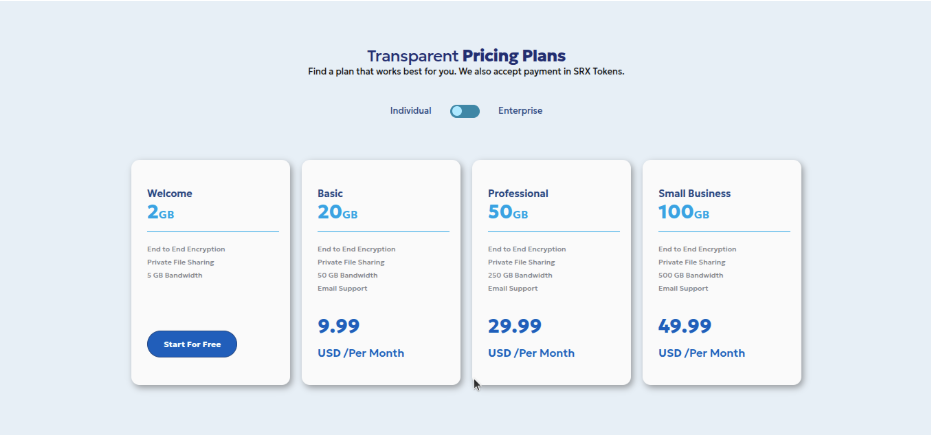 Transparent Pricing Plans
Find a plan that works best for you. We also accept payment in SRX Tokens.
Individual Enterprise
Welcome
2GB
End to End Encryption
Private File Sharing
5 GB Bandwidth
Start For Free
Basic
20GB
End to End Encryption
Private File Sharing
50 GB Bandwidth
Email Support
9.99
USD /Per Month
Professional
50GB
End to End Encryption
Private File Sharing
250 GB Bandwidth
Email Support
29.99
USD /Per Month
Small Business
100GB
End to End Encryption
Private File Sharing
500 GB Bandwidth
Email Support
49.99
USD /Per Month